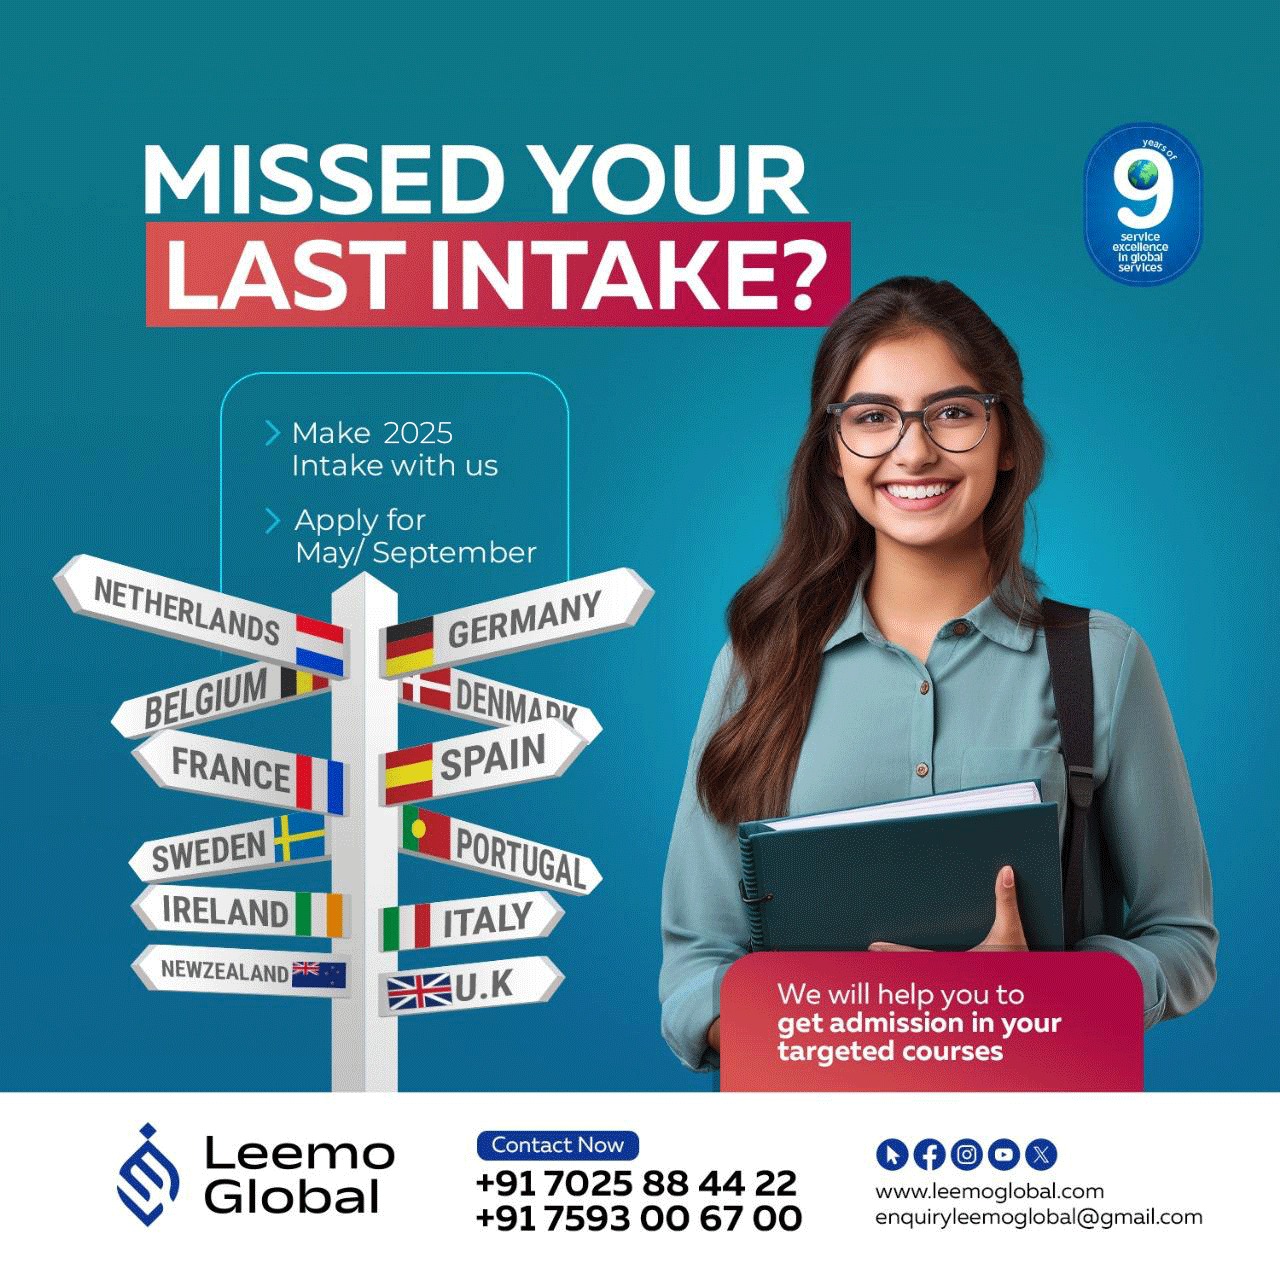 MISSED YOUR
LAST INTAKE?
years of
9
service
excellence
in global
services
Make 2025
Intake with us
Apply for
May/ September
NETHERLANDS
GERMANY
BELGIUM
DENMARK
FRANCE
SPAIN
SWEDEN
PORTUGAL
IRELAND
ITALY
NEWZEALAND
U.K
We will help you to
get admission in your
targeted courses
Leemo
Global
Contact Now
+91 7025 88 44 22
+91 7593 00 67 00
www.leemoglobal.com
enquiryleemoglobal@gmail.com